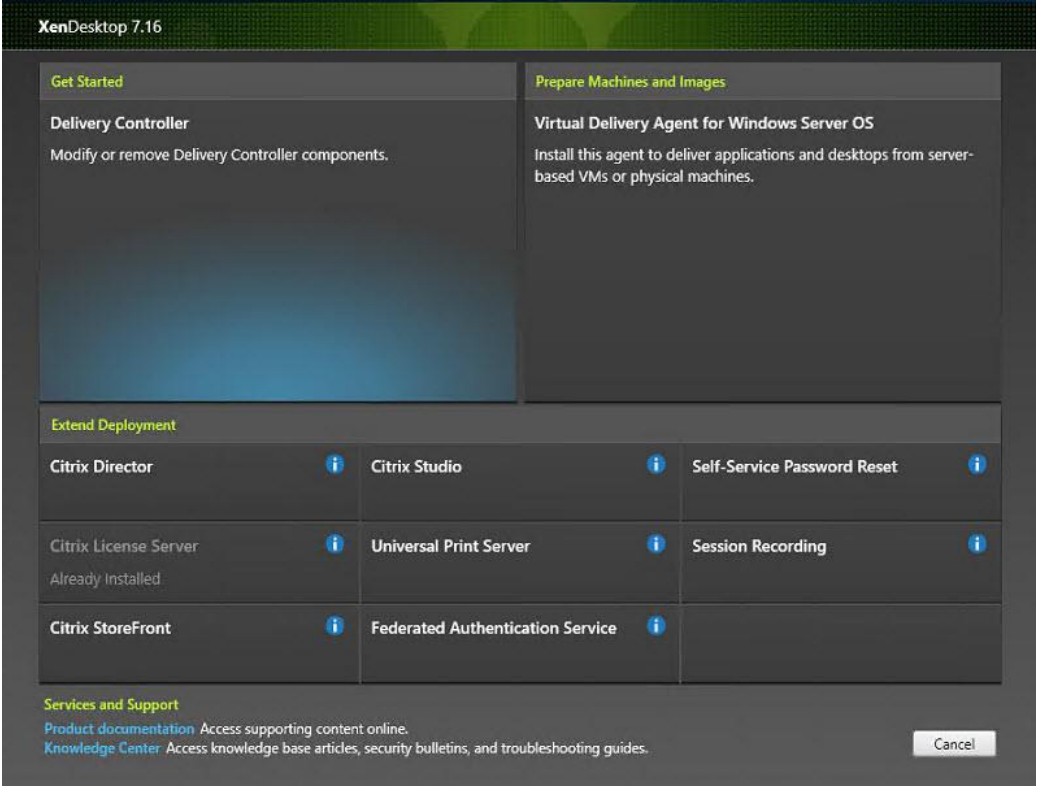 XenDesktop 7.16
Get Started
Delivery Controller
Modify or remove Delivery Controller components.
Prepare Machines and Images
Virtual Delivery Agent for Windows Server OS
Install this agent to deliver applications and desktops from server-
based VMs or physical machines.
Extend Deployment
Citrix Director
Citrix Studio
Self-Service Password Reset
Citrix License Server
Already Installed
Universal Print Server
Session Recording
Citrix StoreFront
Federated Authentication Service
Services and Support
Product documentation Access supporting content online.
Knowledge Center Access knowledge base articles, security bulletins, and troubleshooting guides.
Cancel